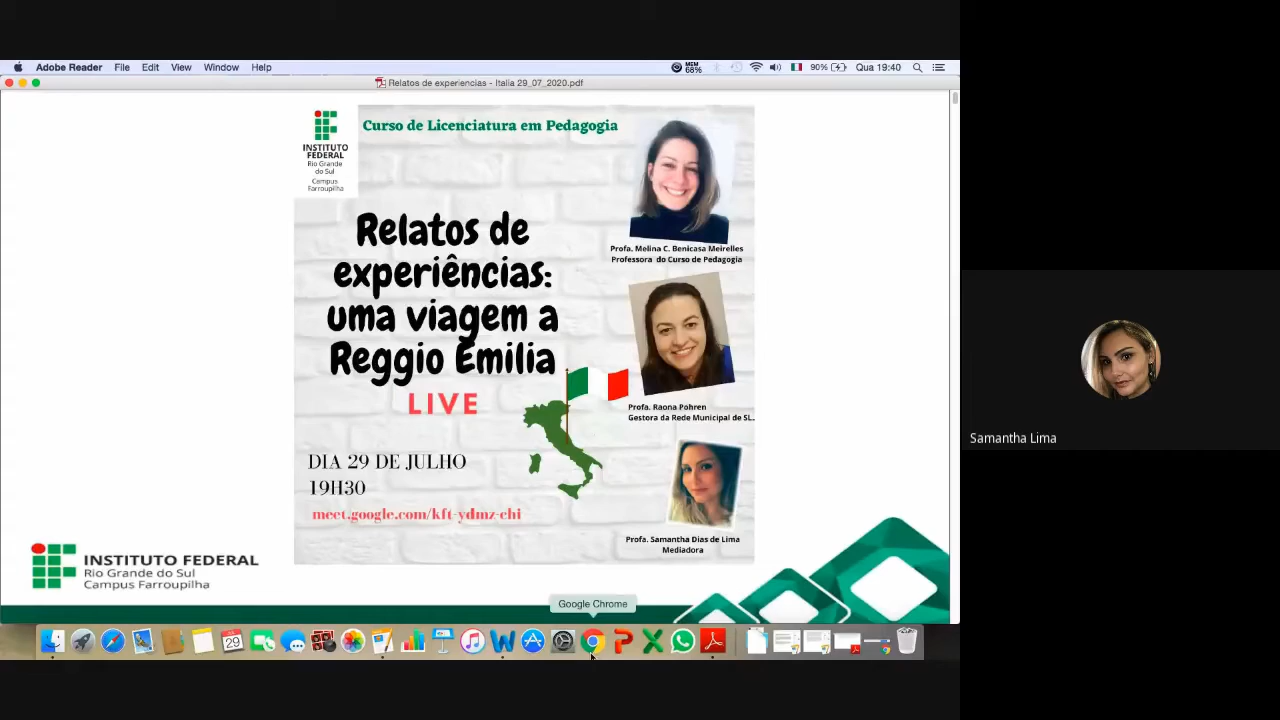 Adobe Reader File Edit View Window Help
MEM
68%
90%
Qua 19:40
Relatos de experiencias - Italia 29_07_2020.pdf
INSTITUTO
FEDERAL
Rio Grande
do Sul
Campus
Farroupilha
Curso de Licenciatura em Pedagogia
Relatos de
experiências:
uma viagem a
Reggio Emilia
LIVE
DIA 29 DE JULHO
19H30
meet.google.com/kft-ydmz-chi
Profa. Melina C. Benicasa Meirelles
Professora do Curso de Pedagogia
Profa. Raona Pohren
Gestora da Rede Municipal de SL.
Profa. Samantha Dias de Lima
Mediadora
INSTITUTO FEDERAL
Rio Grande do Sul
Campus Farroupilha
Google Chrome
29
Samantha Lima